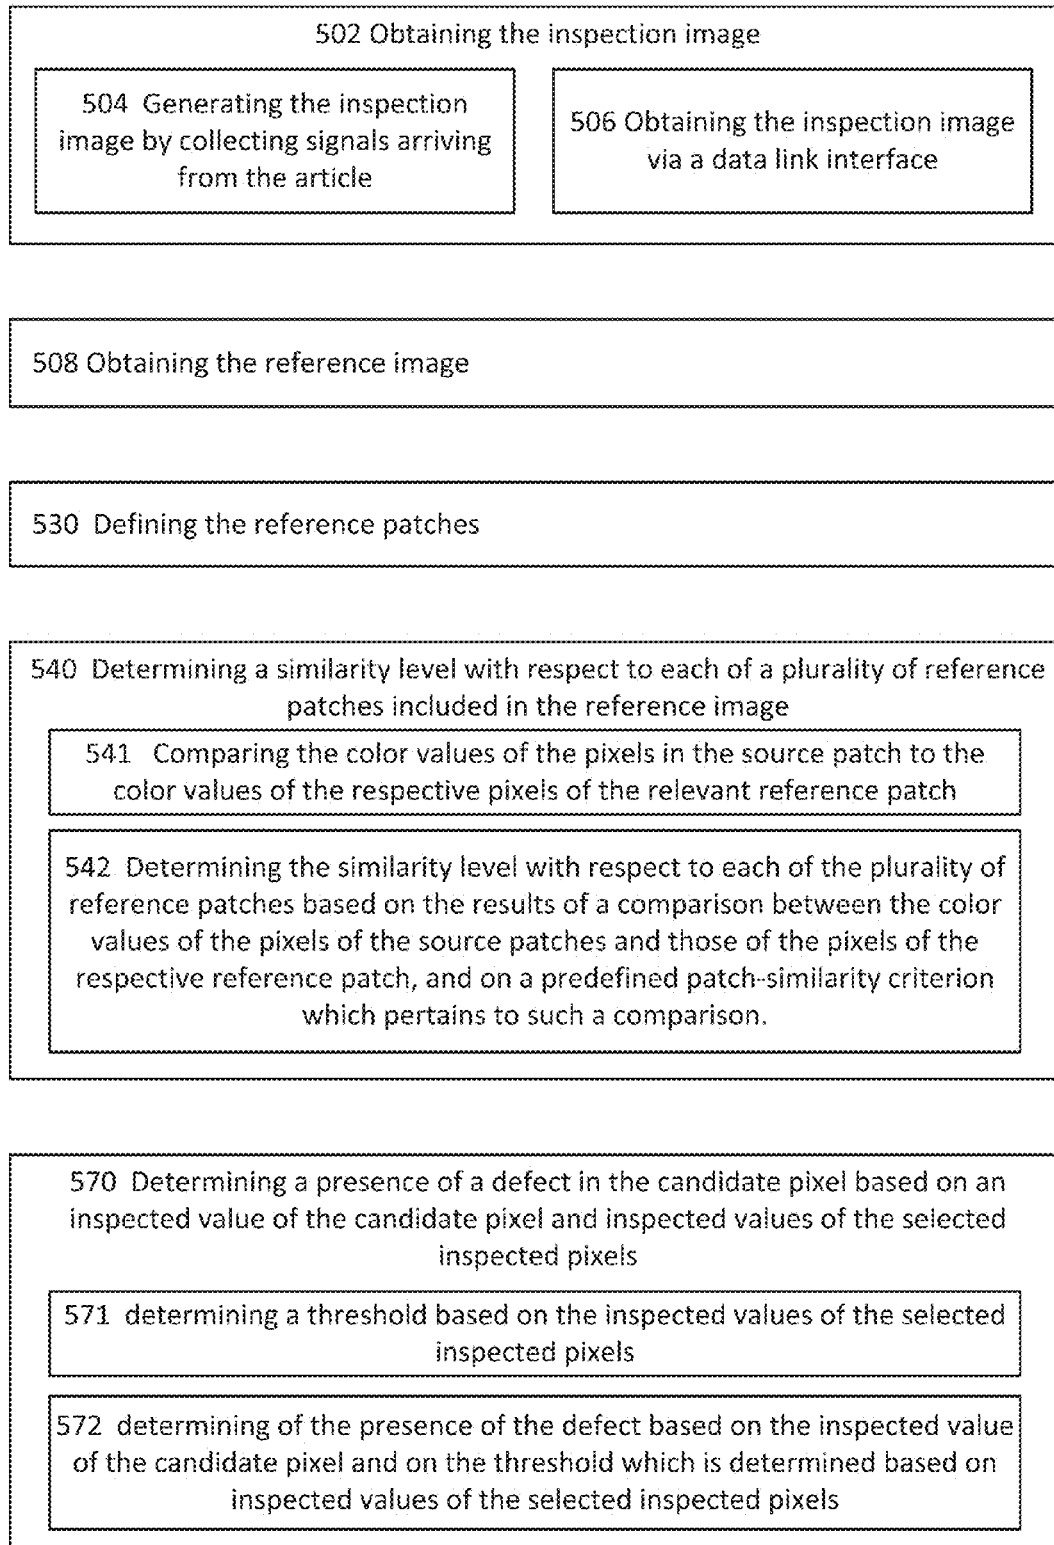 502 Obtaining the inspection image
504 Generating the inspection
image by collecting signals arriving
from the article
506 Obtaining the inspection image
via a data link interface
508 Obtaining the reference image
530 Defining the reference patches
540 Determining a similarity level with respect to each of a plurality of reference
patches included in the reference image
541 Comparing the color values of the pixels in the source patch to the
color values of the respective pixels of the relevant reference patch
542 Determining the similarity level with respect to each of the plurality of
reference patches based on the results of a comparison between the color
values of the pixels of the source patches and those of the pixels of the
respective reference patch, and on a predefined patch-similarity criterion
which pertains to such a comparison.
570 Determining a presence of a defect in the candidate pixel based on an
inspected value of the candidate pixel and inspected values of the selected
inspected pixels
571 determining a threshold based on the inspected values of the selected
inspected pixels
572 determining of the presence of the defect based on the inspected value
of the candidate pixel and on the threshold which is determined based on
inspected values of the selected inspected pixels